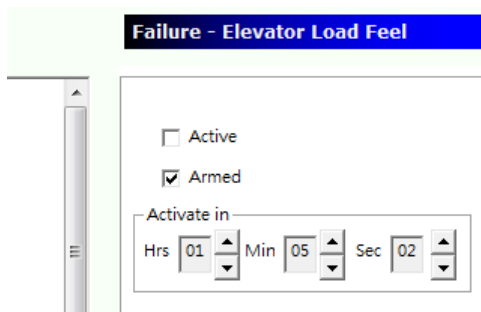 Failure - Elevator Load Feel
Active
Armed
Activate in
Hrs 01 Min 05 Sec 02